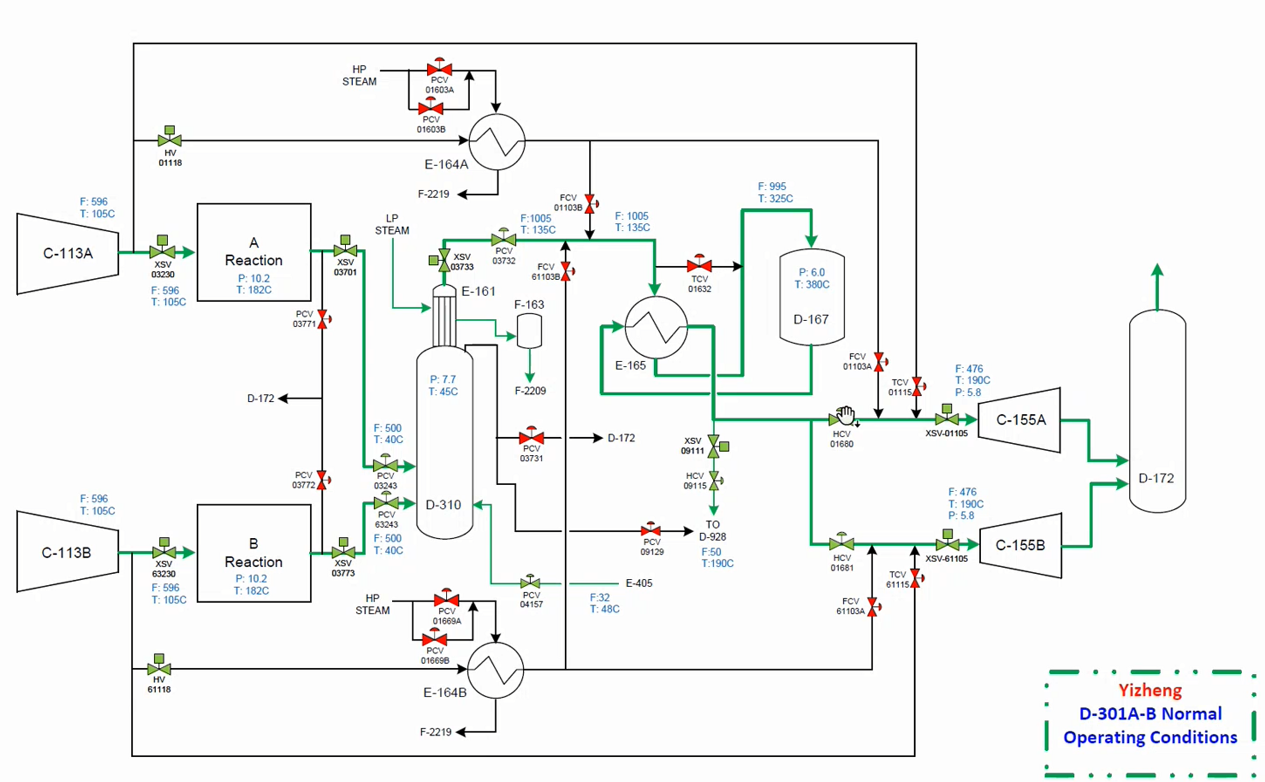 HP
STEAM
PCV
01603A
PCV
01603B
HV
01118
E-164A
F-2219
F: 596
T: 105C
C-113A
XSV
03230
F: 596
T: 105C
A
Reaction
P: 10.2
T: 182C
XSV
03701
PCV
03771
LP
STEAM
XSV
03733
F:1005
T: 135C
PCV
03732
FCV
01103B
F: 1005
T: 135C
FCV
61103B
TCV
01632
F: 995
T: 325C
P: 6.0
T: 380C
D-167
E-161
F-163
F-2209
E-165
FCV
01103A
TCV
01115
F: 476
T: 190C
P: 5.8
HCV
01680
XSV-01105
C-155A
P: 7.7
T: 45C
D-172
F: 500
T: 40C
PCV
03243
PCV
03731
D-172
XSV
09111
HCV
09115
PCV
03772
PCV
63243
D-310
F: 500
T: 40C
PCV
09129
TO
D-928
F:50
T:190C
D-172
F: 476
T: 190C
P: 5.8
HCV
01681
XSV-61105
C-155B
TCV
61115
FCV
61103A
F: 596
T: 105C
C-113B
XSV
63230
F: 596
T: 105C
B
Reaction
P: 10.2
T: 182C
XSV
03773
PCV
04157
E-405
F:32
T: 48C
HP
STEAM
PCV
01669A
PCV
01669B
HV
61118
E-164B
F-2219
Yizheng
D-301A-B Normal
Operating Conditions